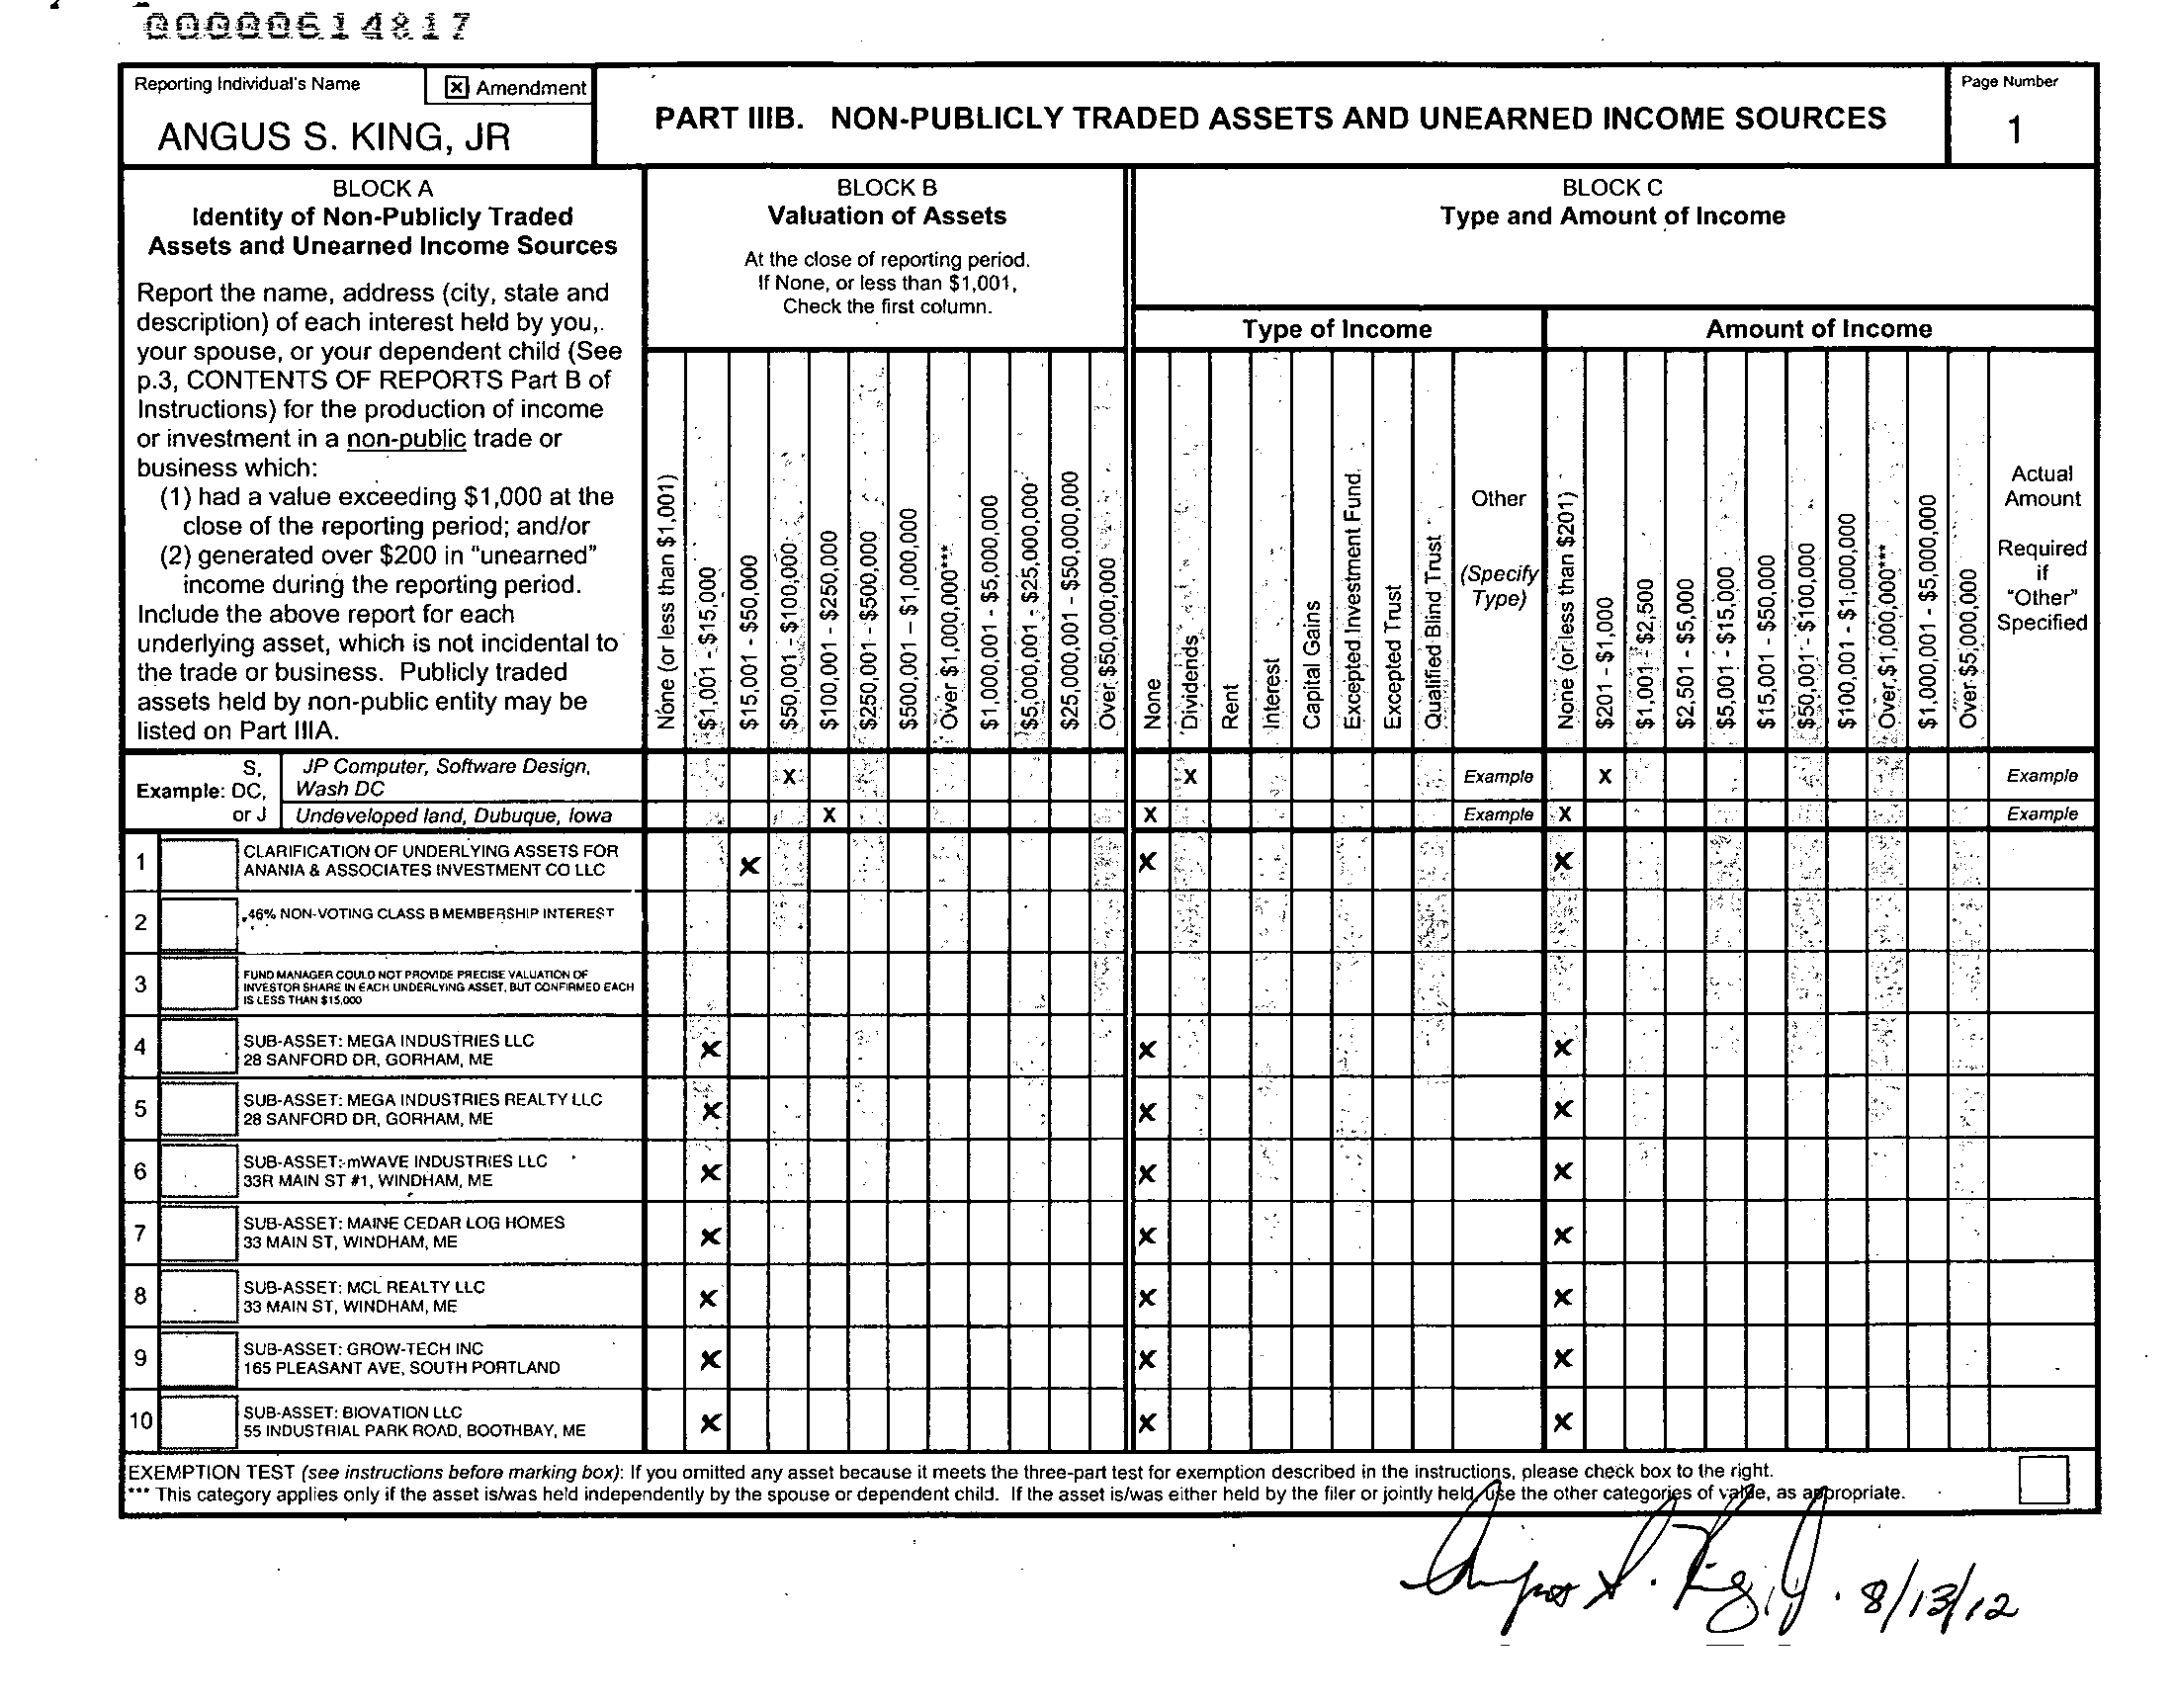 00000614817
Reporting Individual's Name
x Amendment
ANGUS S. KING, JR
PART IIIB. NON-PUBLICLY TRADED ASSETS AND UNEARNED INCOME SOURCES
Page Number
1
BLOCK A
Identity of Non-Publicly Traded
Assets and Unearned Income Sources
Report the name, address (city, state and
description) of each interest held by you,
your spouse, or your dependent child (See
p.3, CONTENTS OF REPORTS Part B of
Instructions) for the production of income
or investment in a non-public trade or
business which:
(1) had a value exceeding $1,000 at the
close of the reporting period; and/or
(2) generated over $200 in "unearned"
income during the reporting period.
Include the above report for each
underlying asset, which is not incidental to
the trade or business. Publicly traded
assets held by non-public entity may be
listed on Part IIIA.
BLOCK B
Valuation of Assets
At the close of reporting period.
If None, or less than $1,001,
Check the first column.
None (or less than $1,001)
$1,001 - $15,000
$15,001 - $50,000
$50,001 - $100,000
$100,001 - $250,000
$250,001 - $500,000
$500,001 – $1,000,000
Over $1,000,000***
$1,000,001 - $5,000,000
$5,000,001 - $25,000,000
$25,000,001 - $50,000,000
Over $50,000,000
BLOCK C
Type and Amount of Income
Type of Income
None
Dividends
Rent
Interest
Capital Gains
Excepted Investment Fund
Excepted Trust
Qualified Blind Trust
Other
(Specify
Type)
Amount of Income
None (or less than $201)
$201 - $1,000
$1,001 - $2,500
$2,501 - $5,000
$5,001 - $15,000
$15,001 - $50,000
$50,001 - $100,000
$100,001 - $1,000,000
Over $1,000,000***
$1,000,001 - $5,000,000
Over $5,000,000
Actual
Amount
Required
if
"Other"
Specified
Example: S, DC, or J
JP Computer, Software Design,
Wash DC
X X Example X Example
Undeveloped land, Dubuque, Iowa X X Example X Example
1 CLARIFICATION OF UNDERLYING ASSETS FOR
ANANIA & ASSOCIATES INVESTMENT CO LLC
X X X
2 .46% NON-VOTING CLASS B MEMBERSHIP INTEREST
3 FUND MANAGER COULD NOT PROVIDE PRECISE VALUATION OF
INVESTOR SHARE IN EACH UNDERLYING ASSET, BUT CONFIRMED EACH
IS LESS THAN $15,000
4 SUB-ASSET: MEGA INDUSTRIES LLC
28 SANFORD DR, GORHAM, ME
X X X
5 SUB-ASSET: MEGA INDUSTRIES REALTY LLC
28 SANFORD DR, GORHAM, ME
X X X
6 SUB-ASSET: mWAVE INDUSTRIES LLC
33R MAIN ST #1, WINDHAM, ME
X X X
7 SUB-ASSET: MAINE CEDAR LOG HOMES
33 MAIN ST, WINDHAM, ME
X X X
8 SUB-ASSET: MCL REALTY LLC
33 MAIN ST, WINDHAM, ME
X X X
9 SUB-ASSET: GROW-TECH INC
165 PLEASANT AVE, SOUTH PORTLAND
X X X
10 SUB-ASSET: BIOVATION LLC
55 INDUSTRIAL PARK ROAD, BOOTHBAY, ME
X X X
EXEMPTION TEST (see instructions before marking box): If you omitted any asset because it meets the three-part test for exemption described in the instructions, please check box to the right.
*** This category applies only if the asset is/was held independently by the spouse or dependent child. If the asset is/was either held by the filer or jointly held, use the other categories of value, as appropriate.
Angus S. King, Jr. 8/13/12